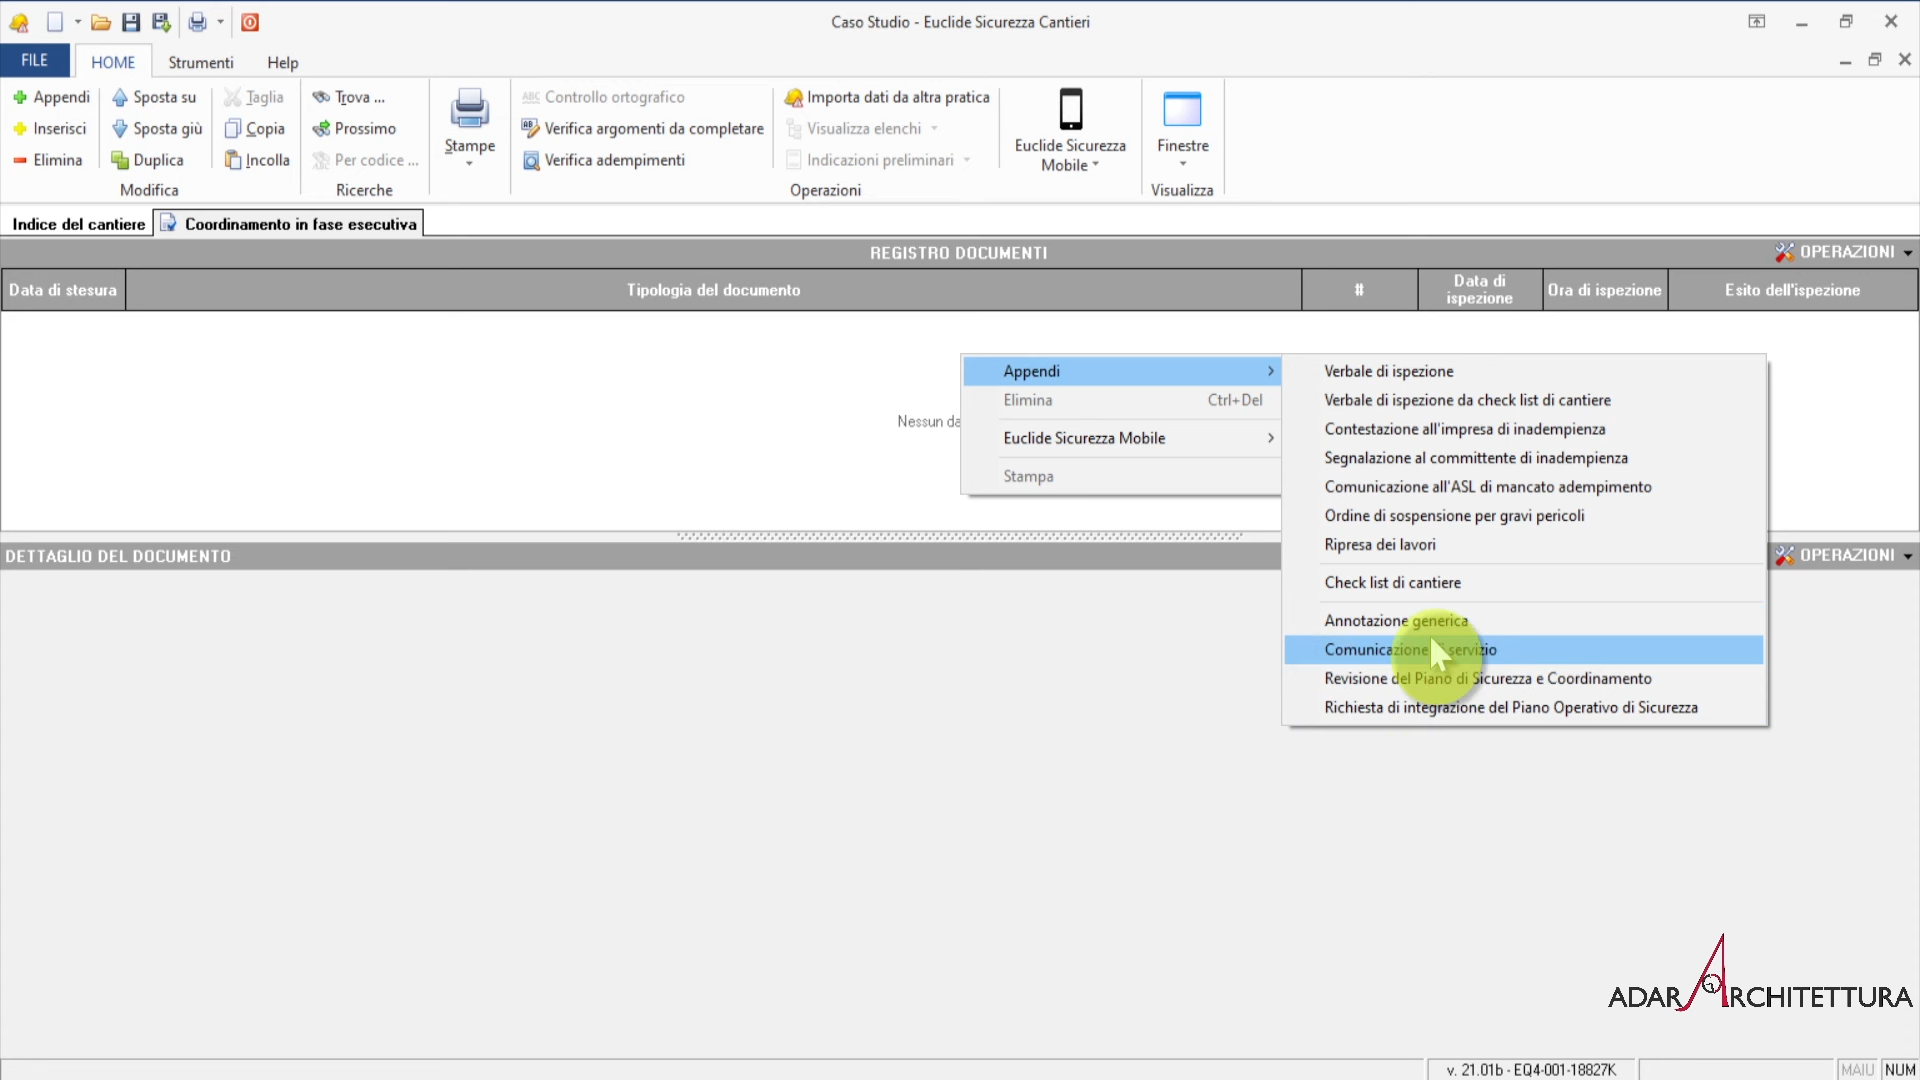 Caso Studio - Euclide Sicurezza Cantieri
FILE HOME Strumenti Help
Appendi Sposta su Taglia Trova ... Controllo ortografico Importa dati da altra pratica
Inserisci Sposta giù Copia Prossimo Verifica argomenti da completare Visualizza elenchi
Elimina Duplica Incolla Per codice ... Verifica adempimenti Indicazioni preliminari
Stampe Euclide Sicurezza Mobile Finestre
Modifica Ricerche Operazioni Visualizza
Indice del cantiere Coordinamento in fase esecutiva
REGISTRO DOCUMENTI OPERAZIONI
Data di stesura Tipologia del documento # Data di ispezione Ora di ispezione Esito dell'ispezione
Nessun
Appendi
Elimina Ctrl+Del
Euclide Sicurezza Mobile
Stampa
Verbale di ispezione
Verbale di ispezione da check list di cantiere
Contestazione all'impresa di inadempienza
Segnalazione al committente di inadempienza
Comunicazione all'ASL di mancato adempimento
Ordine di sospensione per gravi pericoli
Ripresa dei lavori
Check list di cantiere
Annotazione generica
Comunicazione servizio
Revisione del Piano di Sicurezza e Coordinamento
Richiesta di integrazione del Piano Operativo di Sicurezza
DETTAGLIO DEL DOCUMENTO OPERAZIONI
ADARARCHITETTURA
v. 21.01b - EQ4-001-18827K MAIU NUM